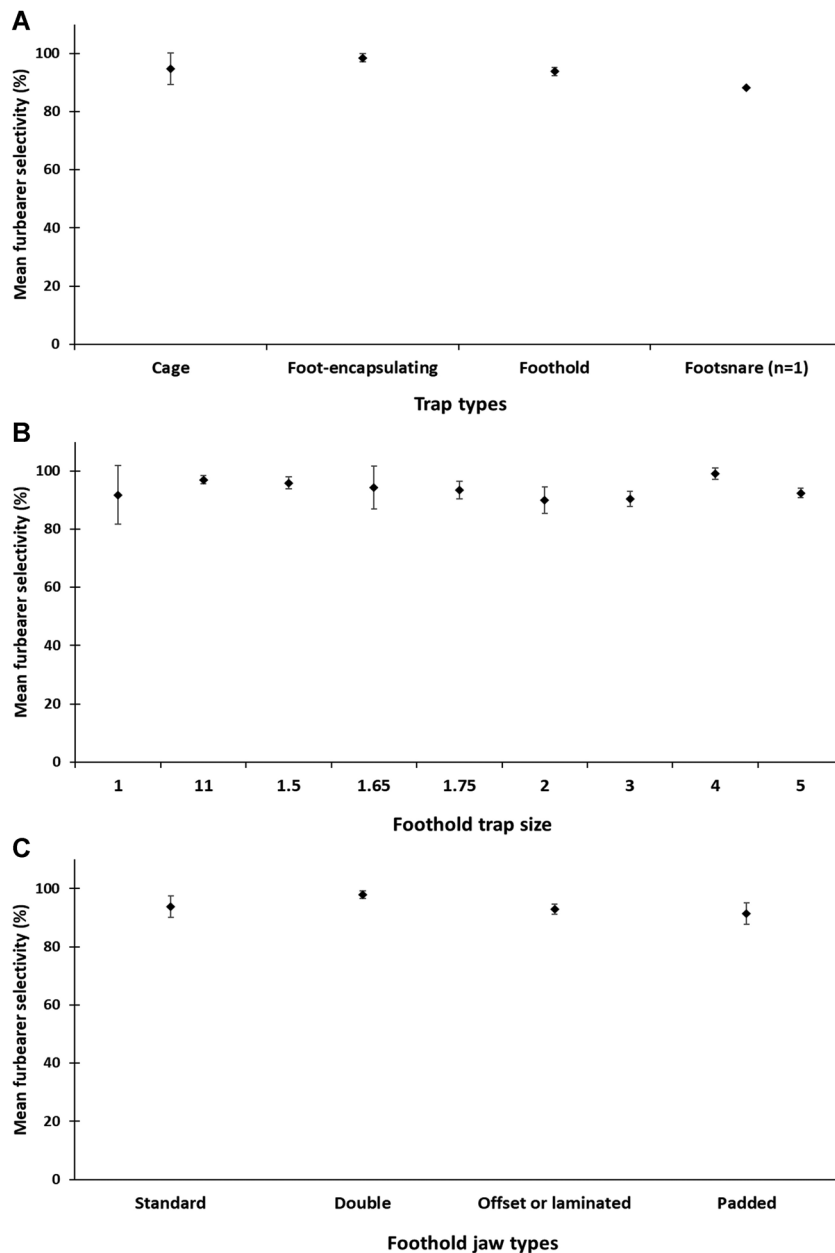 A
Mean furbearer selectivity (%)
100
80
60
40
20
0
Cage Foot-encapsulating Foothold Footsnare (n=1)
Trap types
B
Mean furbearer selectivity (%)
100
80
60
40
20
0
1 11 1.5 1.65 1.75 2 3 4 5
Foothold trap size
C
Mean furbearer selectivity (%)
100
80
60
40
20
0
Standard Double Offset or laminated Padded
Foothold jaw types